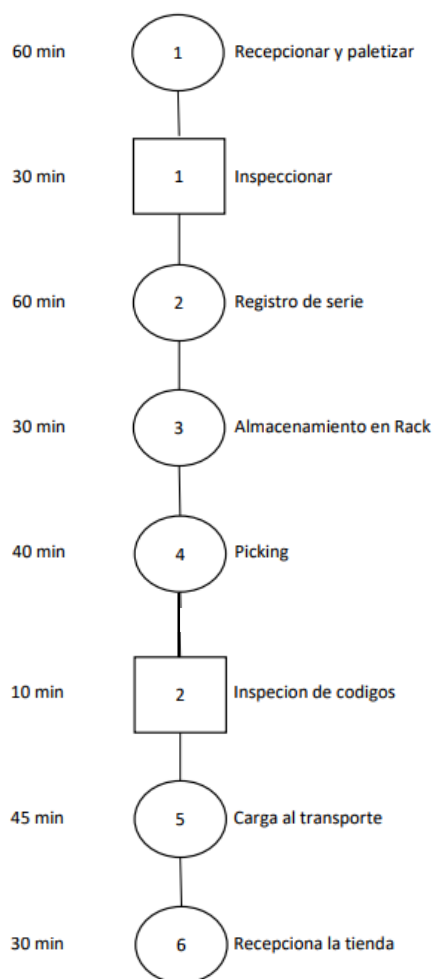 60 min 1 Recepcionar y paletizar
30 min 1 Inspeccionar
60 min 2 Registro de serie
30 min 3 Almacenamiento en Rack
40 min 4 Picking
10 min 2 Inspecion de codigos
45 min 5 Carga al transporte
30 min 6 Recepciona la tienda